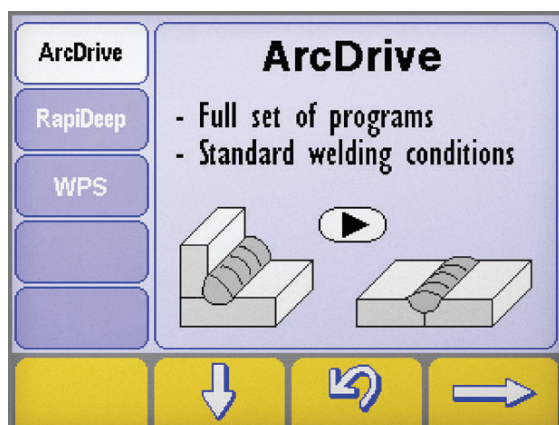 ArcDrive
RapiDeep
WPS
ArcDrive
- Full set of programs
- Standard welding conditions